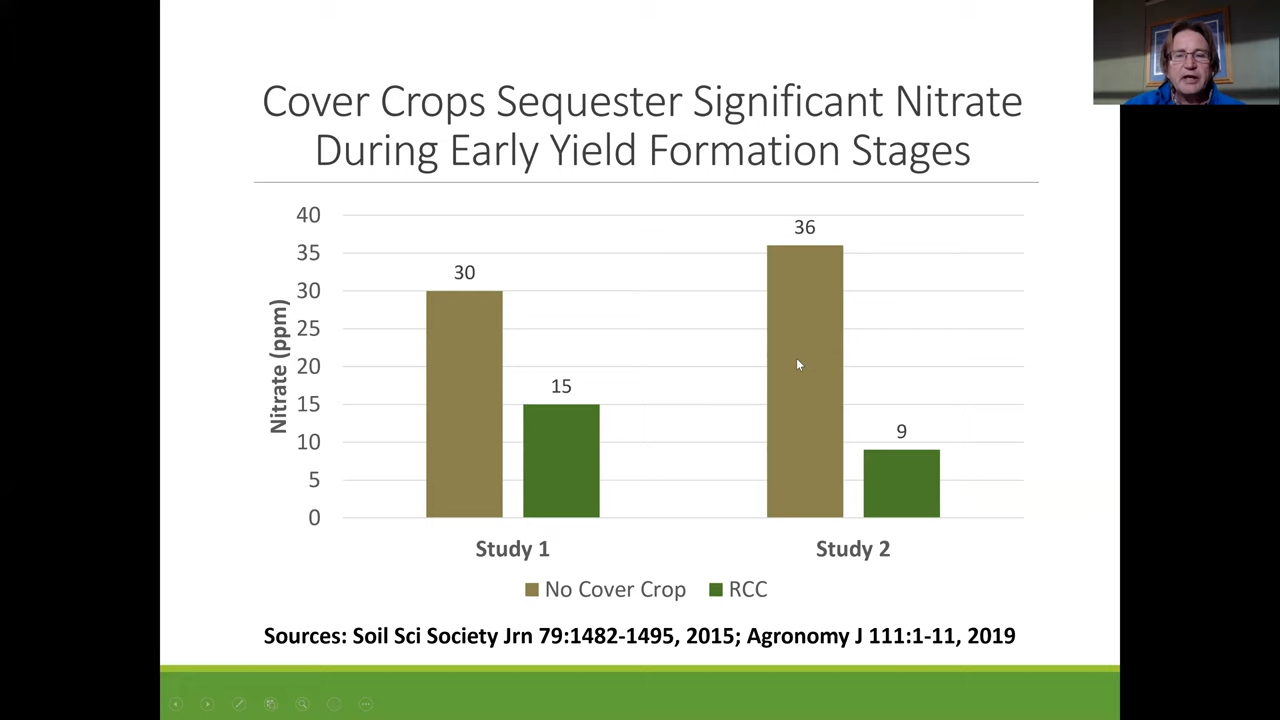 Cover Crops Sequester Significant Nitrate
During Early Yield Formation Stages
40
35
30
25
20
15
10
5
0
Nitrate (ppm)
30
15
36
9
Study 1
Study 2
No Cover Crop
RCC
Sources: Soil Sci Society Jrn 79:1482-1495, 2015; Agronomy J 111:1-11, 2019